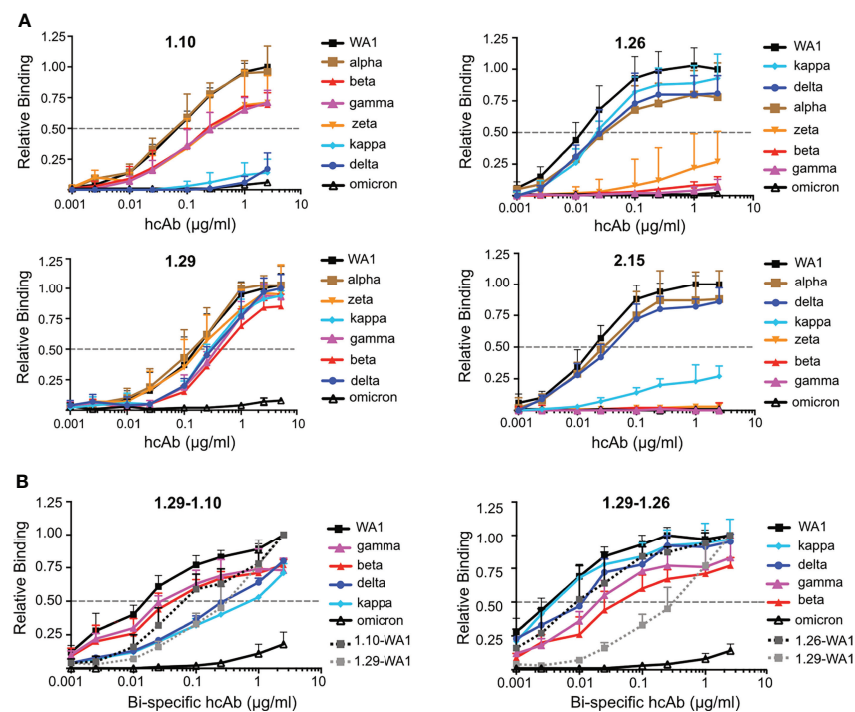 A
1.10
Relative Binding
1.25
1.00
0.75
0.50
0.25
0.001
0.01
0.1
1
10
hcAb (µg/ml)
WA1
alpha
beta
gamma
zeta
kappa
delta
omicron
1.26
Relative Binding
1.25
1.00
0.75
0.50
0.25
0.001
0.01
0.1
1
10
hcAb (µg/ml)
WA1
kappa
delta
alpha
zeta
beta
gamma
omicron
1.29
Relative Binding
1.25
1.00
0.75
0.50
0.25
0.001
0.01
0.1
1
10
hcAb (µg/ml)
WA1
alpha
zeta
kappa
gamma
beta
delta
omicron
2.15
Relative Binding
1.25
1.00
0.75
0.50
0.25
0.001
0.01
0.1
1
10
hcAb (µg/ml)
WA1
alpha
delta
kappa
zeta
beta
gamma
omicron
B
1.29-1.10
Relative Binding
1.25
1.00
0.75
0.50
0.25
0.001
0.01
0.1
1
10
Bi-specific hcAb (µg/ml)
WA1
gamma
beta
delta
kappa
omicron
1.10-WA1
1.29-WA1
1.29-1.26
Relative Binding
1.25
1.00
0.75
0.50
0.25
0.001
0.01
0.1
1
10
Bi-specific hcAb (µg/ml)
WA1
kappa
delta
gamma
beta
omicron
1.26-WA1
1.29-WA1